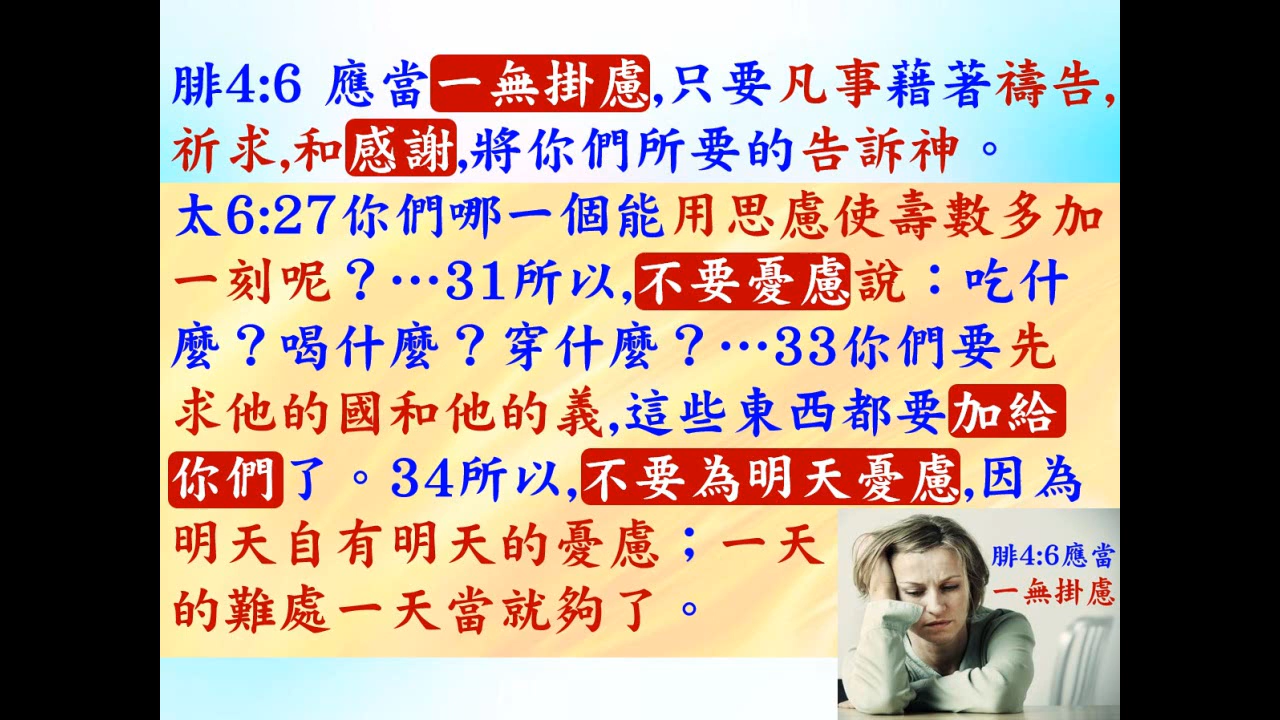 腓4:6 應當一無掛慮,只要凡事藉著禱告,
祈求,和感謝,將你們所要的告訴神。
太6:27你們哪一個能用思慮使壽數多加
一刻呢？…31所以,不要憂慮說：吃什
麼？喝什麼？穿什麼？…33你們要先
求他的國和他的義,這些東西都要加給
你們了。34所以,不要為明天憂慮,因為
明天自有明天的憂慮；一天
的難處一天當就夠了。
腓4:6應當
一無掛慮